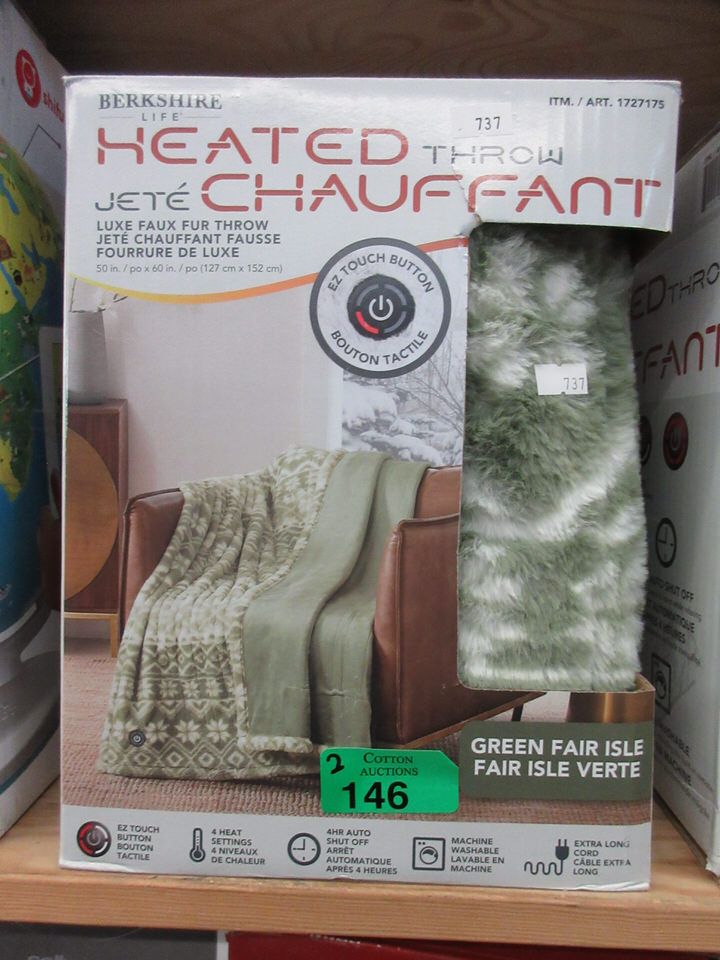 BERKSHIRE
LIFE
ITM. / ART. 1727175
737
HEATED THROW
JETÉ CHAUFFANT
LUXE FAUX FUR THROW
JETÉ CHAUFFANT FAUSSE
FOURRURE DE LUXE
50 in. / po x 60 in. / po (127 cm x 152 cm)
EZ TOUCH BUTTON
BOUTON TACTILE
737
GREEN FAIR ISLE
FAIR ISLE VERTE
2
COTTON
AUCTIONS
146
EZ TOUCH
BUTTON
BOUTON
TACTILE
4 HEAT
SETTINGS
4 NIVEAUX
DE CHALEUR
4HR AUTO
SHUT OFF
ARRÊT
AUTOMATIQUE
APRÈS 4 HEURES
MACHINE
WASHABLE
LAVABLE EN
MACHINE
EXTRA LONG
CORD
CÂBLE EXTRA
LONG